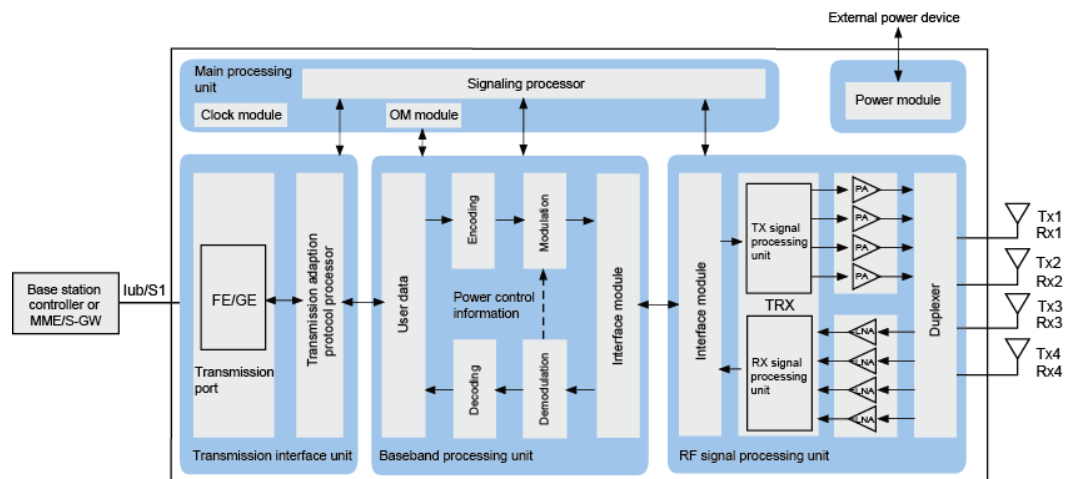 External power device
Main processing
unit
Signaling processor
Clock module
OM module
Power module
Base station
controller or
MME/S-GW
Iub/S1
FE/GE
Transmission
port
Transmission adaption
protocol processor
Transmission interface unit
User data
Encoding
Modulation
Power control
information
Decoding
Demodulation
Interface module
Baseband processing unit
Interface module
TX signal
processing
unit
TRX
RX signal
processing
unit
PA
PA
PA
PA
LNA
LNA
LNA
LNA
Duplexer
RF signal processing unit
Tx1
Rx1
Tx2
Rx2
Tx3
Rx3
Tx4
Rx4